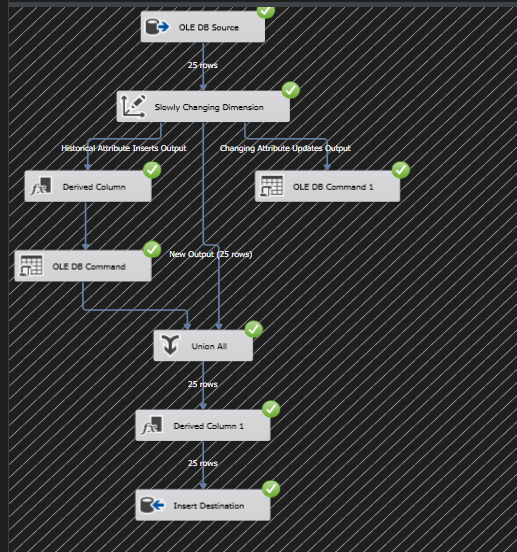 OLE DB Source
25 rows
Slowly Changing Dimension
Historical Attribute Inserts Output
Changing Attribute Updates Output
Derived Column
OLE DB Command 1
New Output (25 rows)
OLE DB Command
Union All
25 rows
Derived Column 1
25 rows
Insert Destination